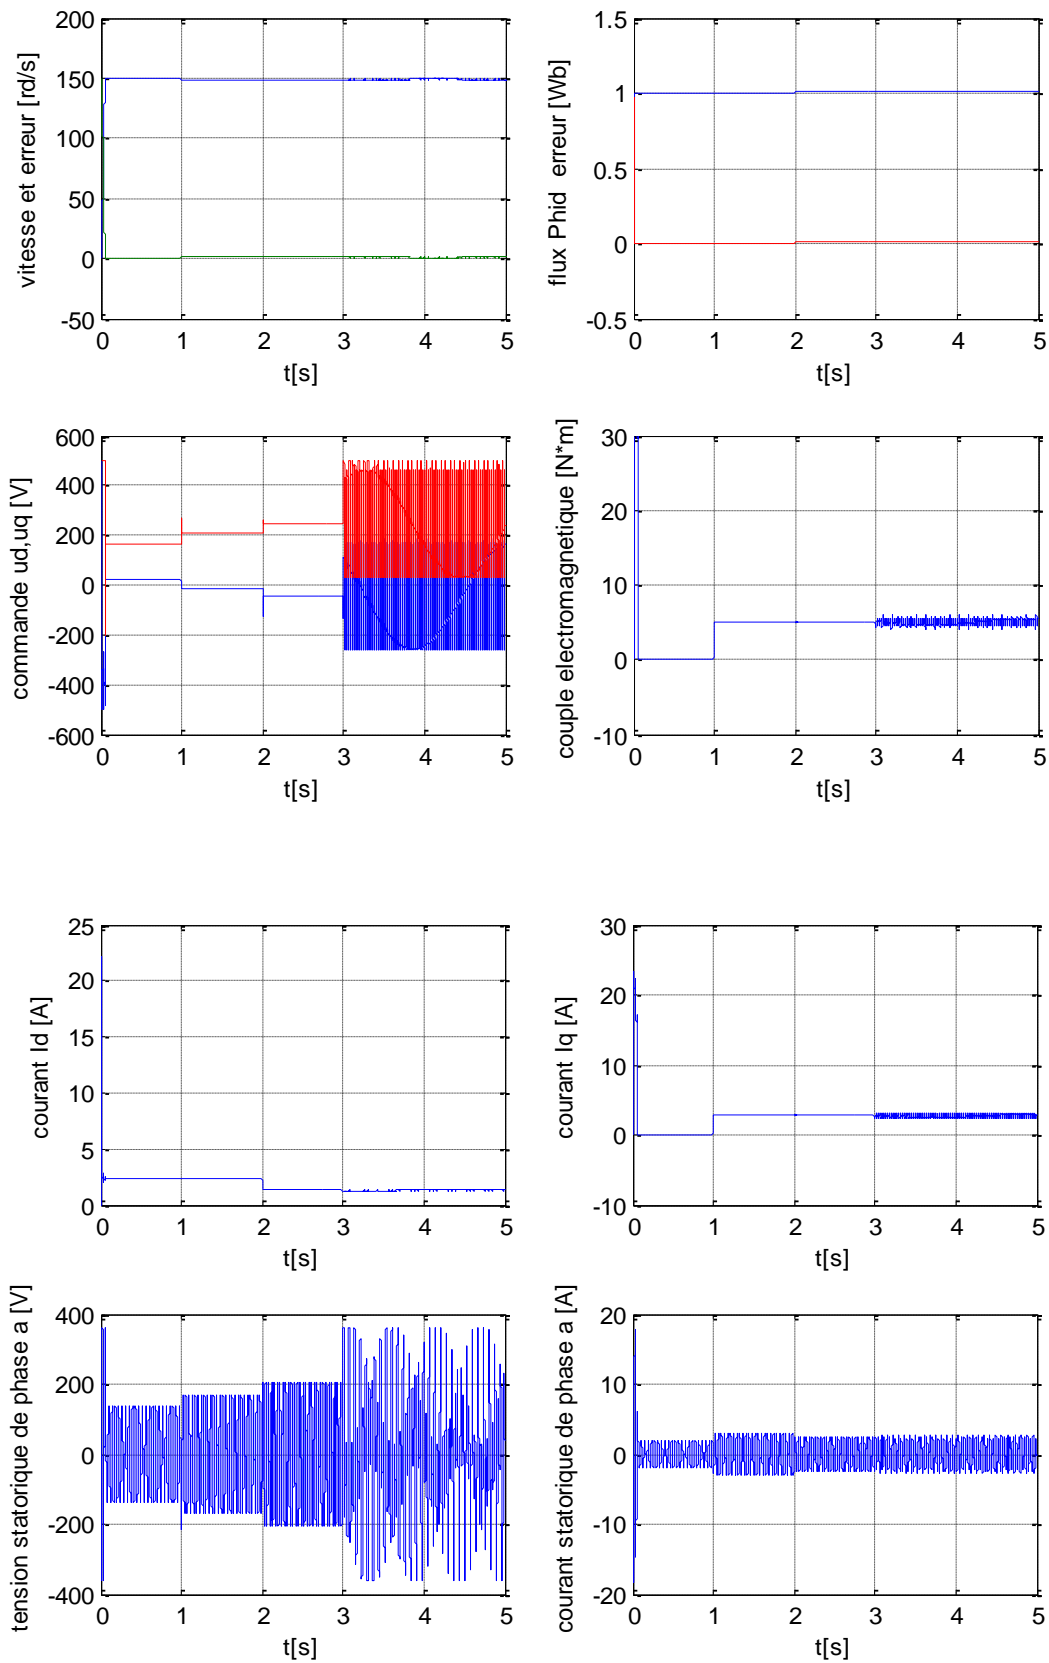 vitesse et erreur [rd/s]
200
150
100
50
0
-50
0 1 2 3 4 5
t[s]
flux Phid erreur [Wb]
1.5
1
0.5
0
-0.5
0 1 2 3 4 5
t[s]
commande ud,uq [V]
600
400
200
0
-200
-400
-600
0 1 2 3 4 5
t[s]
couple electromagnetique [N*m]
30
20
10
0
-10
0 1 2 3 4 5
t[s]
courant Id [A]
25
20
15
10
5
0
0 1 2 3 4 5
t[s]
courant Iq [A]
30
20
10
0
-10
0 1 2 3 4 5
t[s]
tension statorique de phase a [V]
400
200
0
-200
-400
0 1 2 3 4 5
t[s]
courant statorique de phase a [A]
20
10
0
-10
-20
0 1 2 3 4 5
t[s]